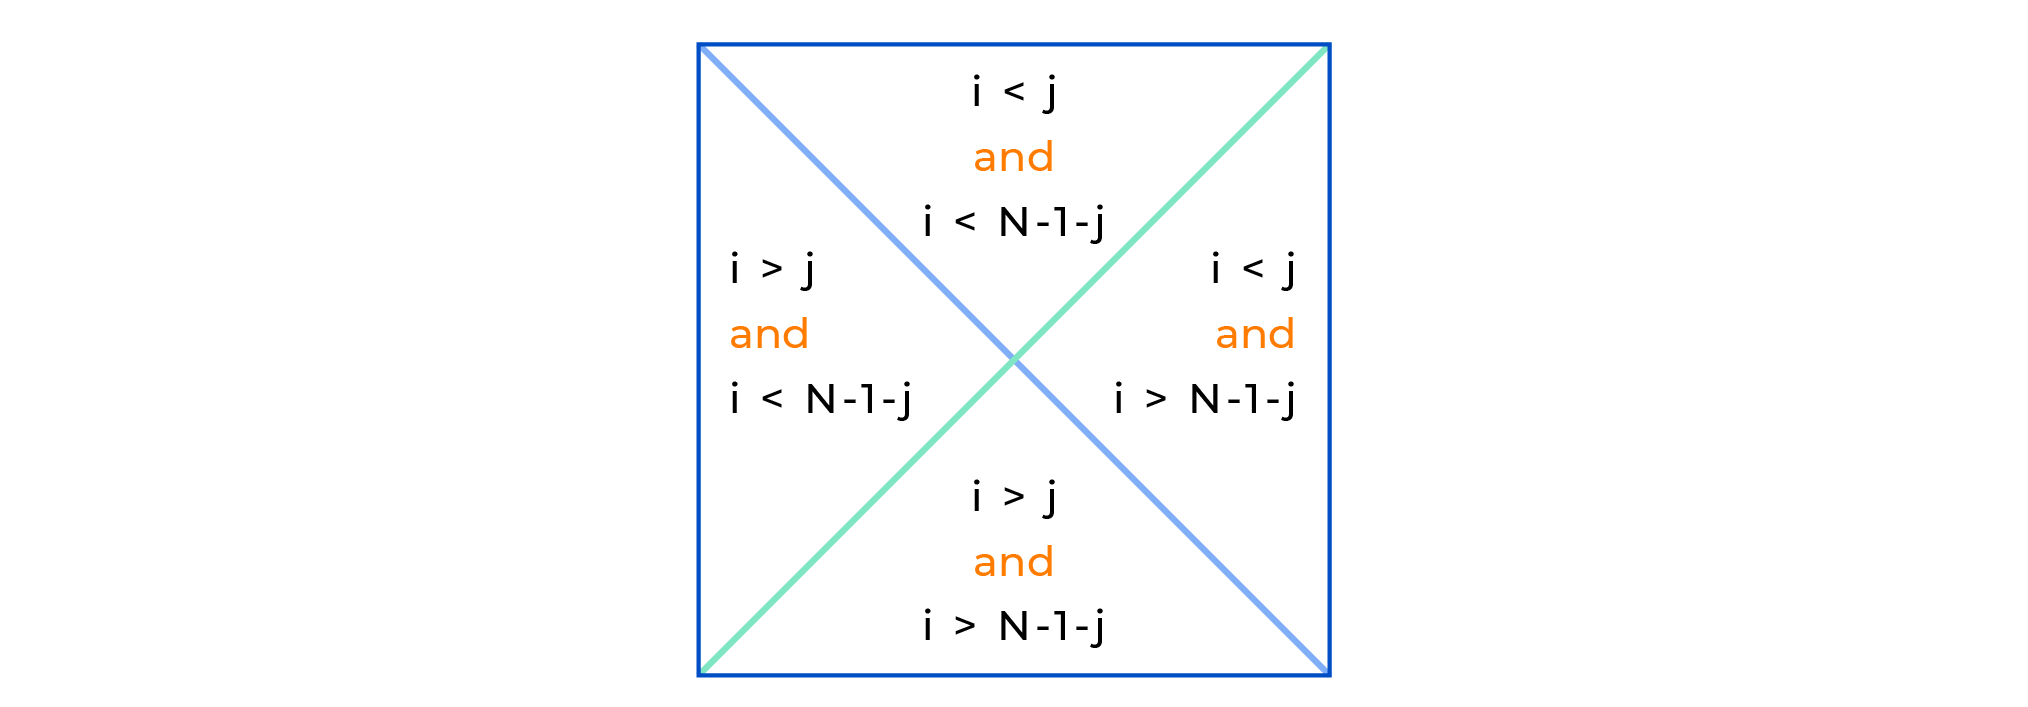 i < j
and
i < N-1-j
i > j
and
i < N-1-j
i < j
and
i > N-1-j
i > j
and
i > N-1-j